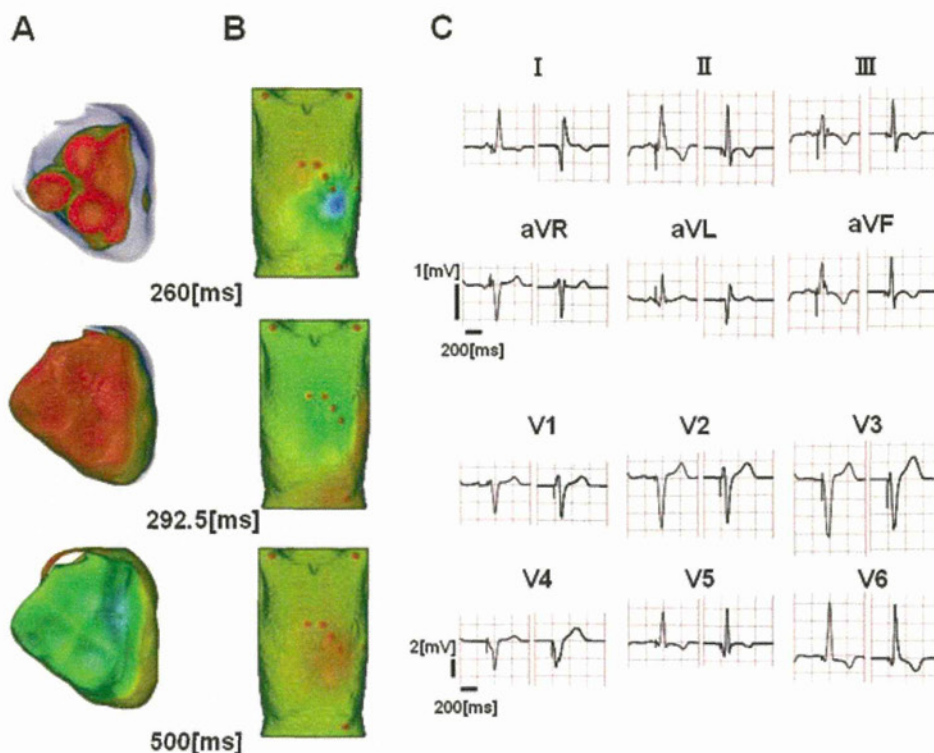 A B C
I II III
260[ms]
aVR aVL aVF
1[mV]
200[ms]
292.5[ms]
V1 V2 V3
V4 V5 V6
2[mV]
200[ms]
500[ms]